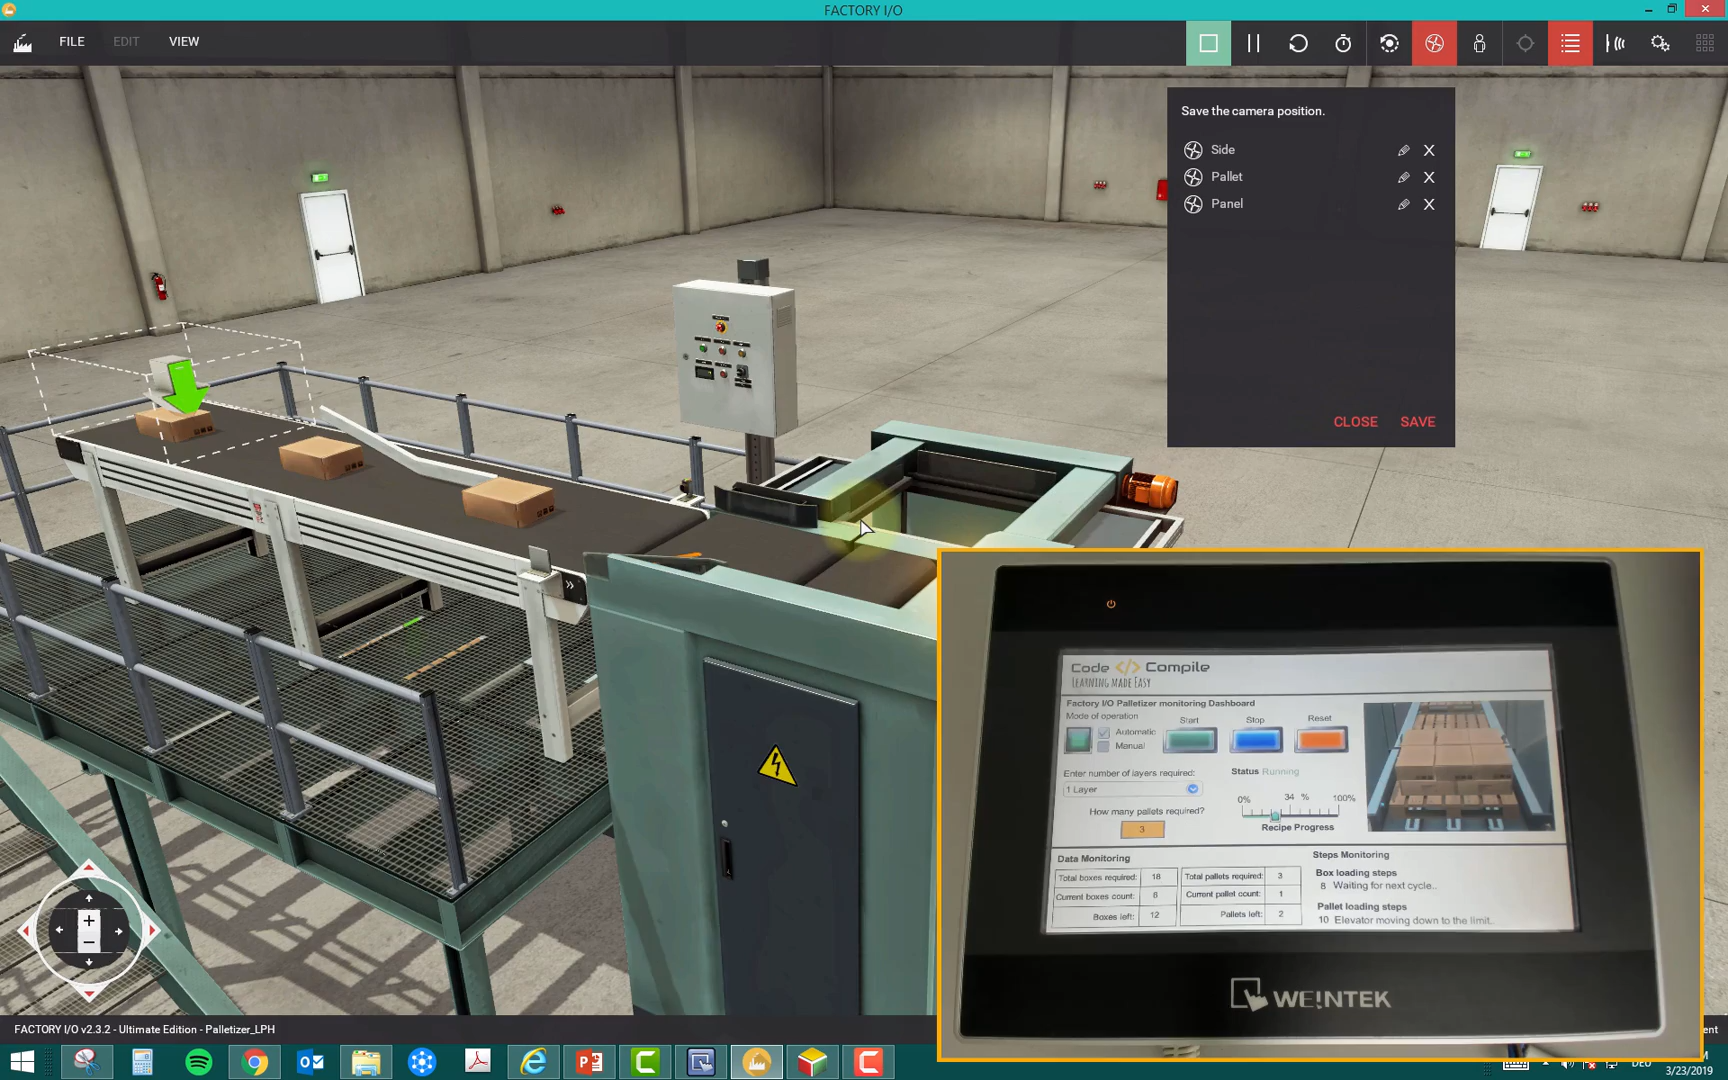 FACTORY I/O
FILE
EDIT
VIEW
Save the camera position.
Side
Pallet
Panel
CLOSE
SAVE
Code </> Compile
LEARNING MADE EASY
Factory I/O Palletizer monitoring Dashboard
Mode of operation
Automatic
Manual
Start
Stop
Reset
Enter number of layers required:
1 Layer
Status Running
How many pallets required?
3
0%
34 %
100%
Recipe Progress
Data Monitoring
Total boxes required: 18
Current boxes count: 6
Boxes left: 12
Total pallets required: 3
Current pallet count: 1
Pallets left: 2
Steps Monitoring
Box loading steps
8 Waiting for next cycle..
Pallet loading steps
10 Elevator moving down to the limit..
WEINTEK
FACTORY I/O v2.3.2 - Ultimate Edition - Palletizer_LPH
DEU
3/23/2019